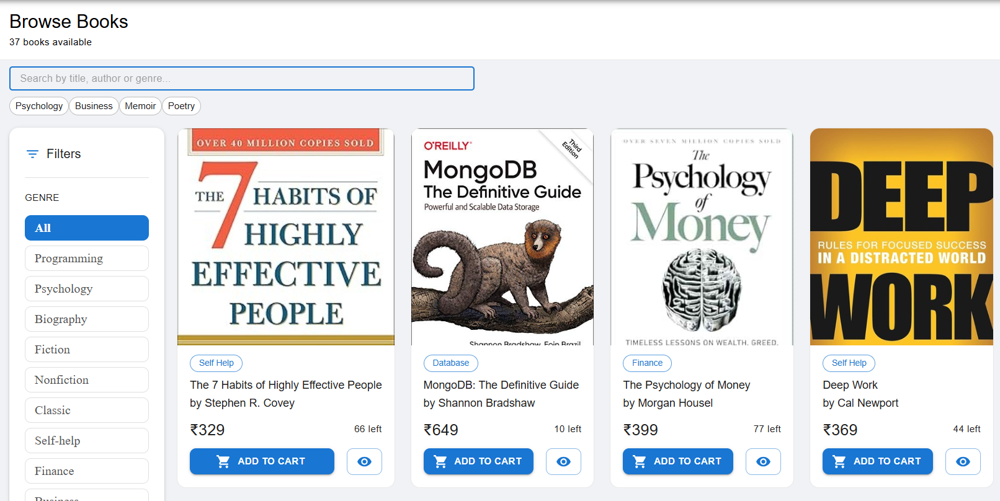 Browse Books
37 books available
Search by title, author or genre...
Psychology Business Memoir Poetry
Filters
GENRE
All
Programming
Psychology
Biography
Fiction
Nonfiction
Classic
Self-help
Finance
Business
OVER 40 MILLION COPIES SOLD
THE 7 HABITS OF
HIGHLY
EFFECTIVE
PEOPLE
Self Help
The 7 Habits of Highly Effective People
by Stephen R. Covey
₹329 66 left
ADD TO CART
O'REILLY®
Third
Edition
MongoDB
The Definitive Guide
Powerful and Scalable Data Storage
Shannon Bradshaw, Eoin Brazil
Database
MongoDB: The Definitive Guide
by Shannon Bradshaw
₹649 10 left
ADD TO CART
OVER SEVEN MILLION COPIES SOLD
The
Psychology
of
Money
TIMELESS LESSONS ON WEALTH, GREED,
Finance
The Psychology of Money
by Morgan Housel
₹399 77 left
ADD TO CART
DEEP
RULES FOR FOCUSED SUCCESS
IN A DISTRACTED WORLD
WORK
Self Help
Deep Work
by Cal Newport
₹369 44 left
ADD TO CART